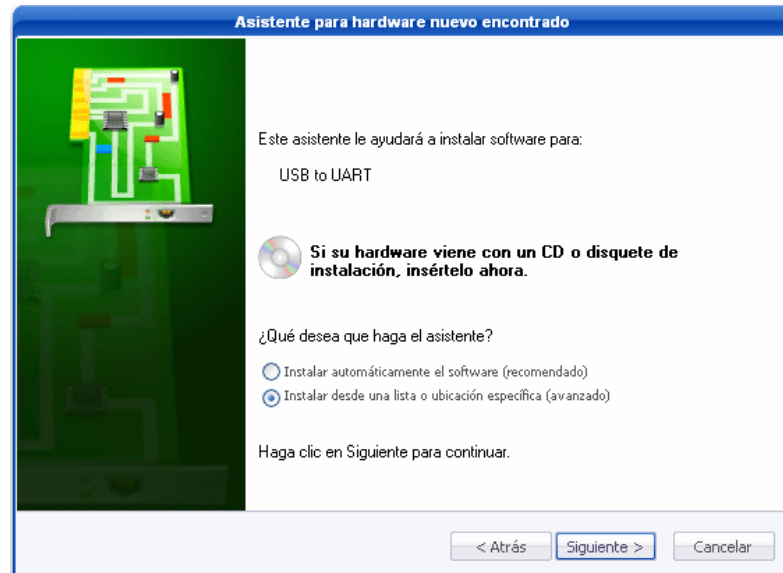 Asistente para hardware nuevo encontrado
Este asistente le ayudará a instalar software para:
USB to UART
Si su hardware viene con un CD o disquete de
instalación, insértelo ahora.
¿Qué desea que haga el asistente?
Instalar automáticamente el software (recomendado)
Instalar desde una lista o ubicación específica (avanzado)
Haga clic en Siguiente para continuar.
< Atrás
Siguiente >
Cancelar